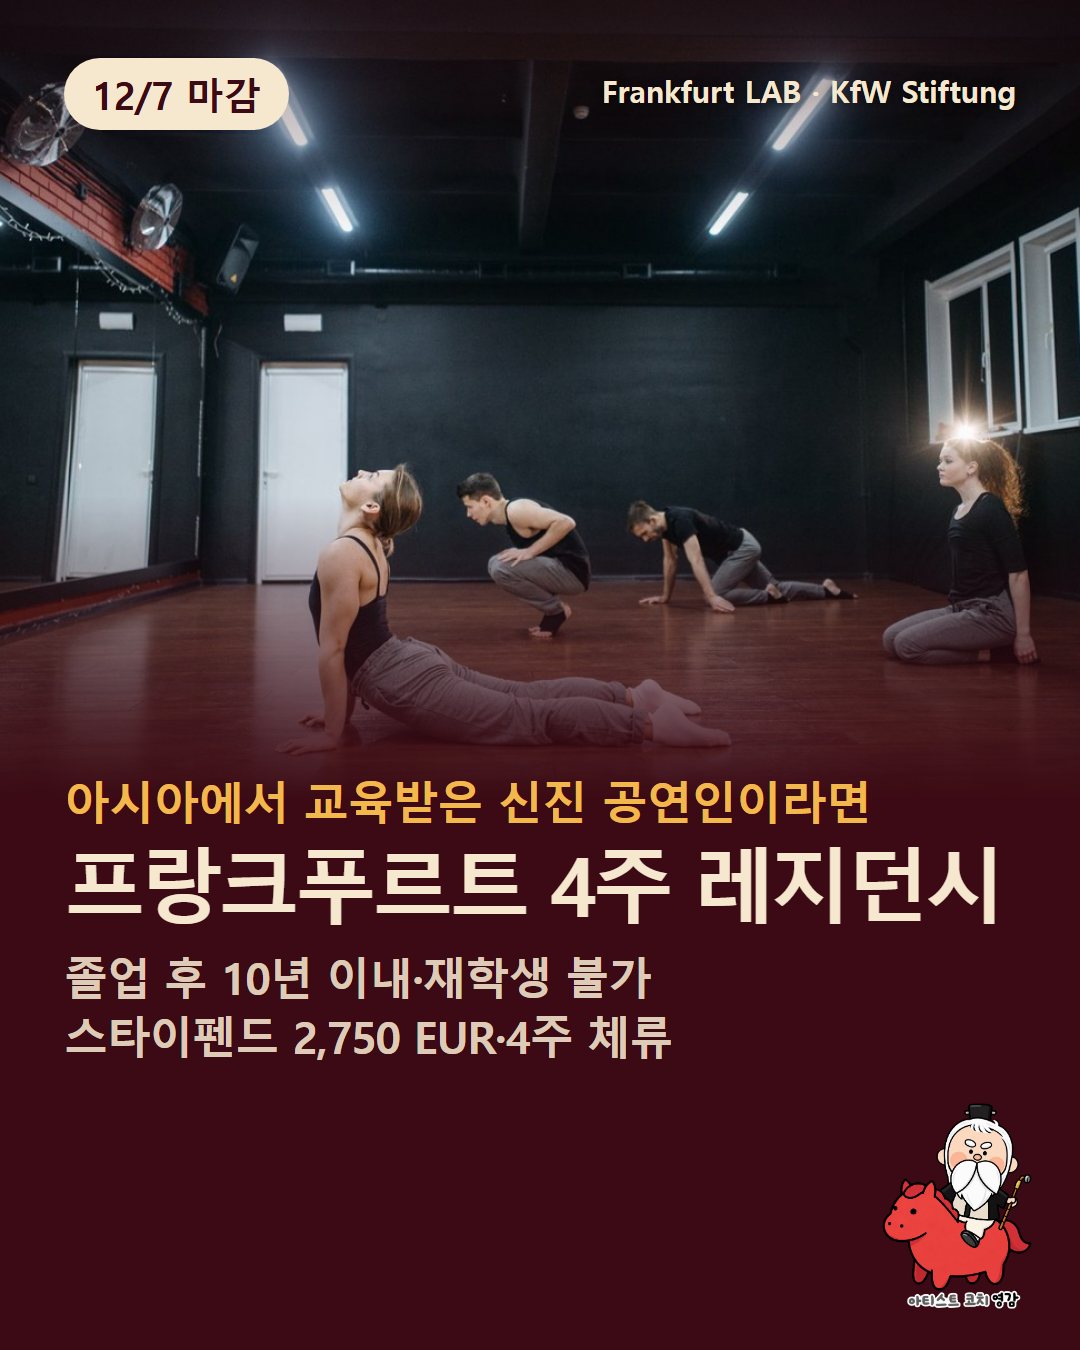 12/7 마감
Frankfurt LAB · KfW Stiftung
아시아에서 교육받은 신진 공연인이라면
프랑크푸르트 4주 레지던시
졸업 후 10년 이내·재학생 불가
스타이펜드 2,750 EUR·4주 체류
아티스트 코치 영감